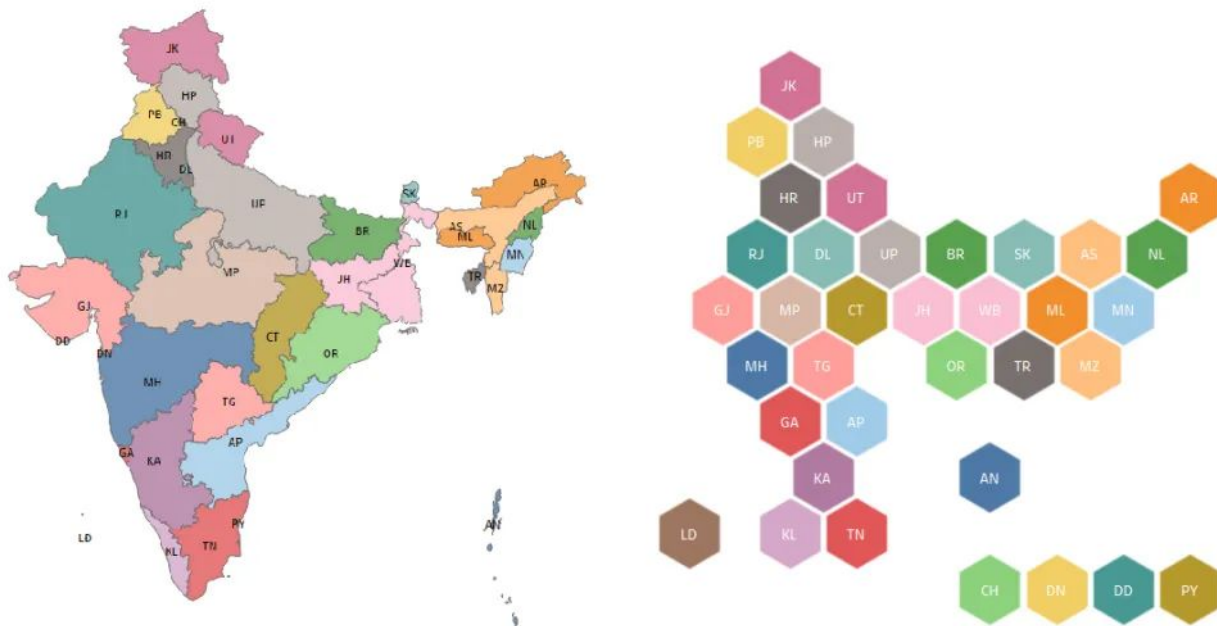 JK
HP
PB
CH
UT
HR
DL
RJ
UP
SK
AR
BR
AS
NL
ML
MN
MP
JH
WB
TR
MZ
GJ
CT
DD
DN
OR
MH
TG
AP
GA
KA
PY
AN
LD
KL
TN
JK
PB HP
HR UT AR
RJ DL UP BR SK AS NL
GJ MP CT JH WB ML MN
MH TG OR TR MZ
GA AP
KA AN
LD KL TN
CH DN DD PY